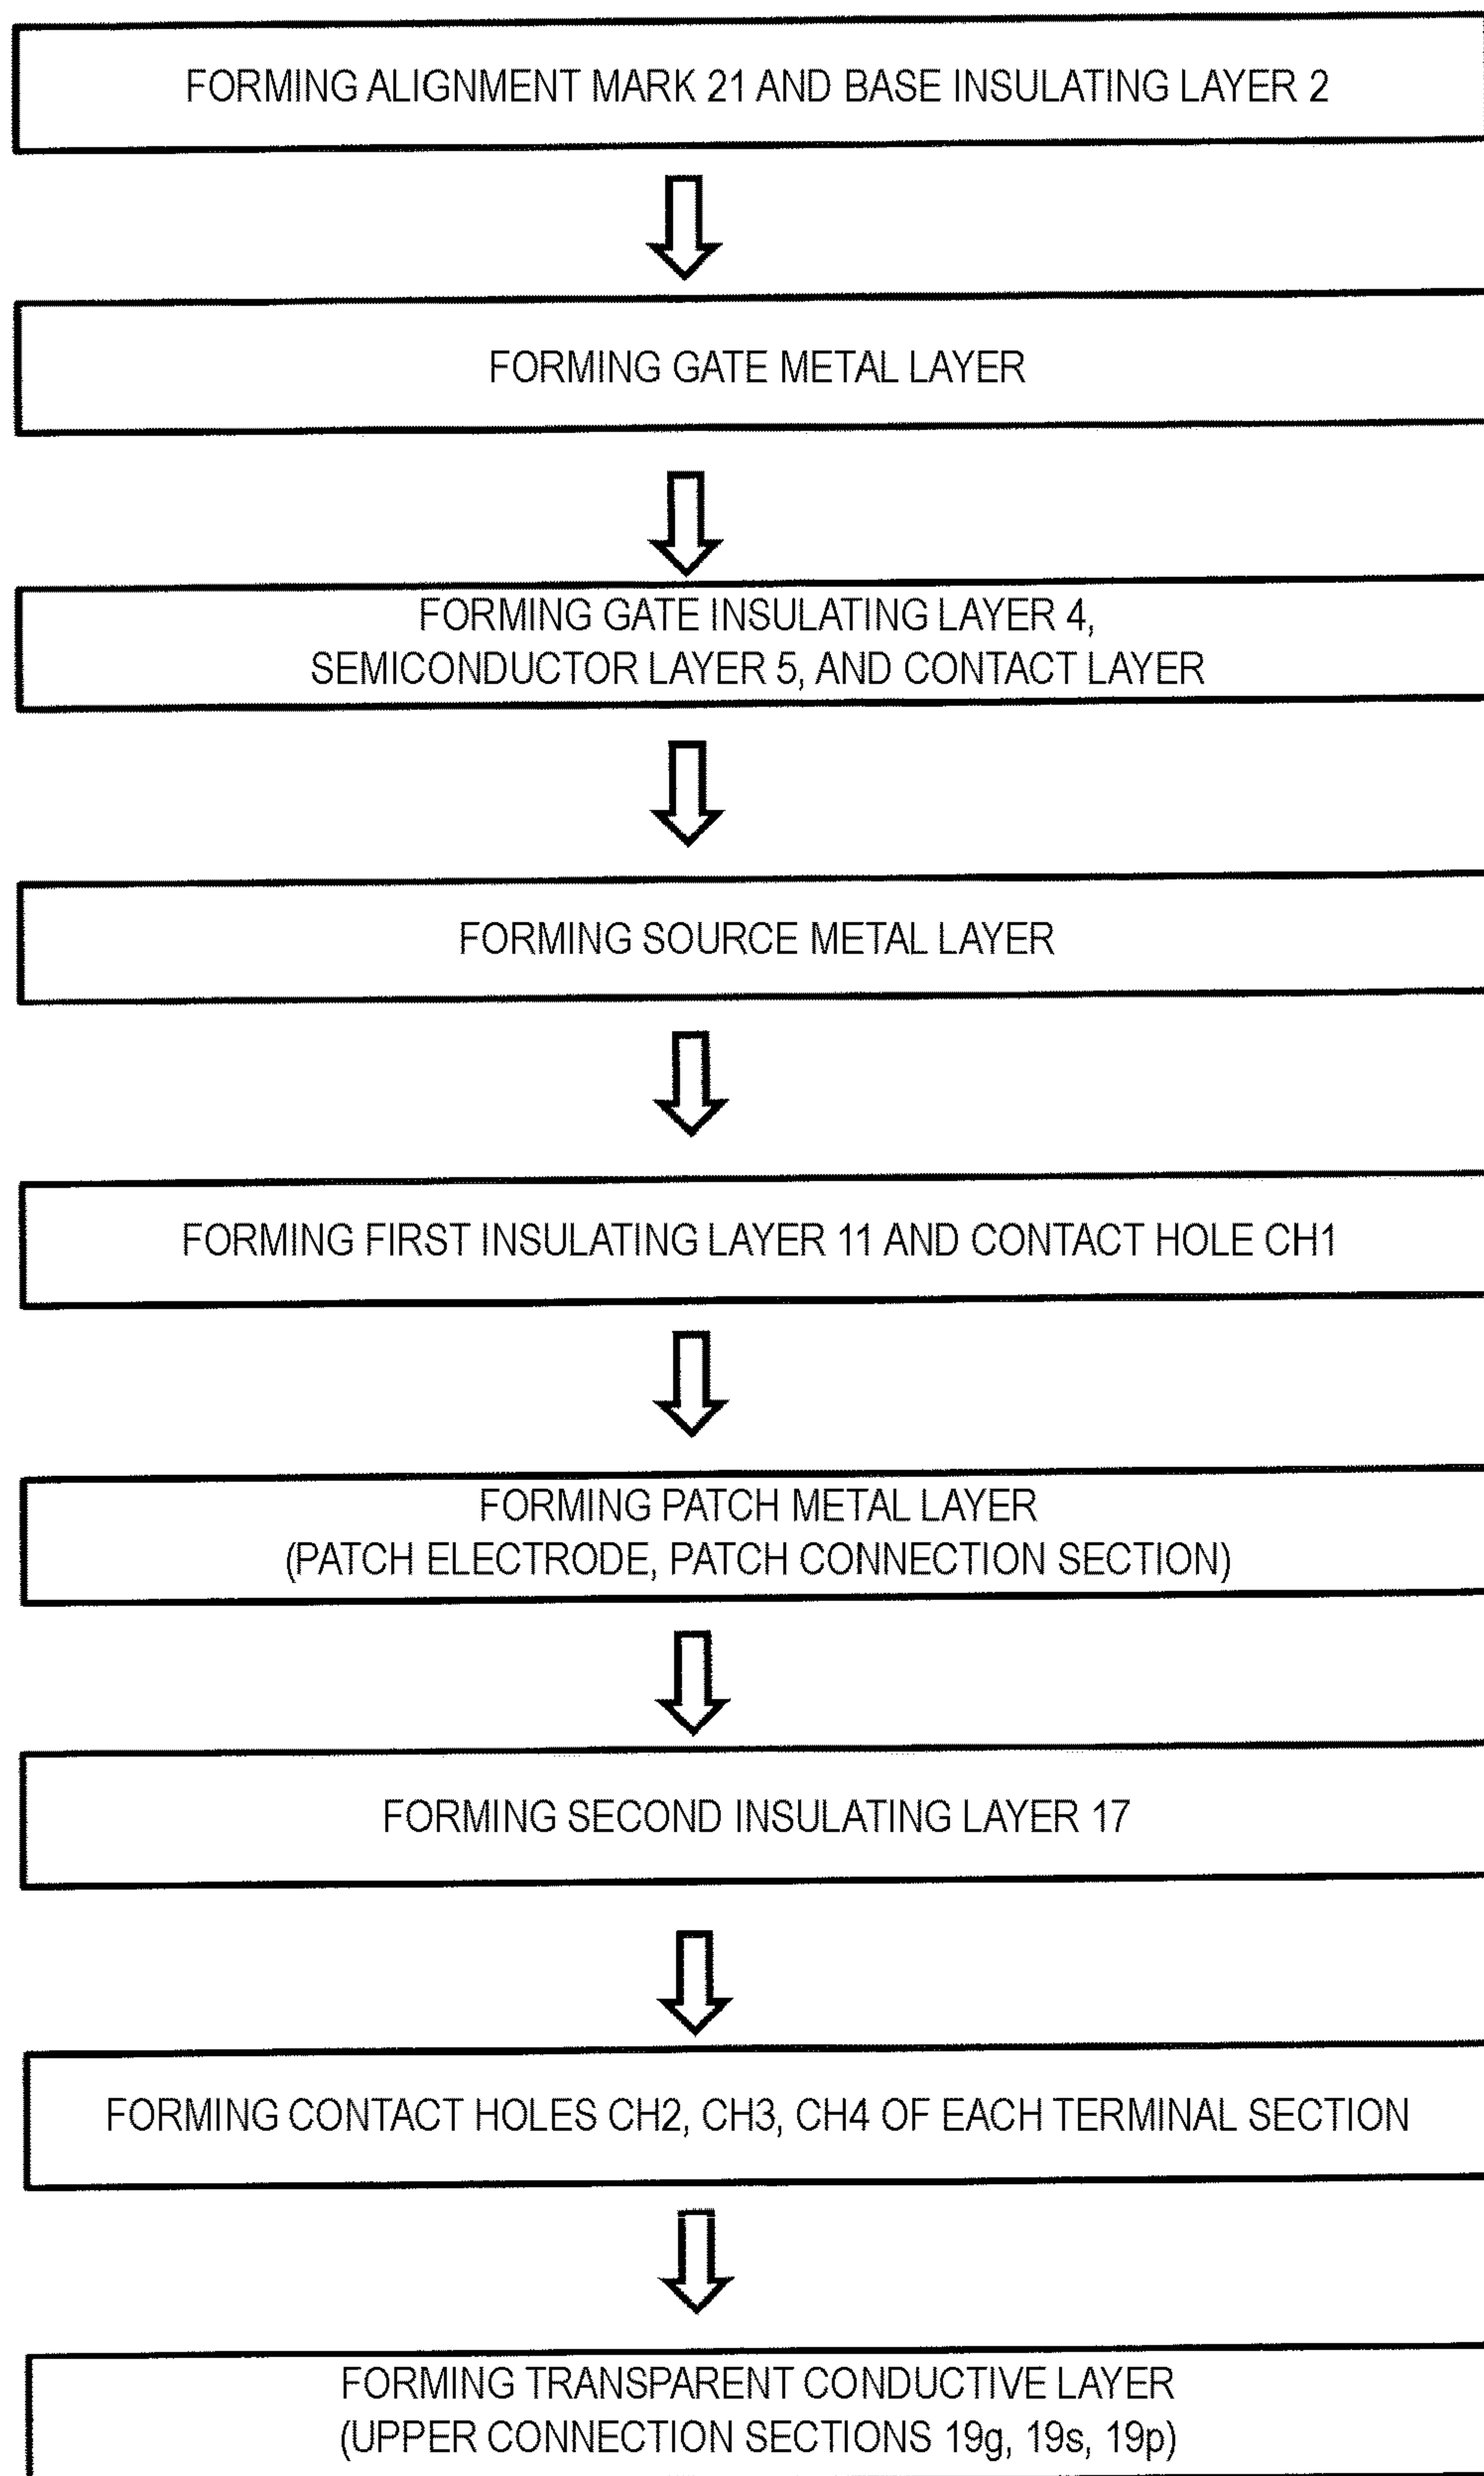 FORMING ALIGNMENT MARK 21 AND BASE INSULATING LAYER 2
FORMING GATE METAL LAYER
FORMING GATE INSULATING LAYER 4,
SEMICONDUCTOR LAYER 5, AND CONTACT LAYER
FORMING SOURCE METAL LAYER
FORMING FIRST INSULATING LAYER 11 AND CONTACT HOLE CH1
FORMING PATCH METAL LAYER
(PATCH ELECTRODE, PATCH CONNECTION SECTION)
FORMING SECOND INSULATING LAYER 17
FORMING CONTACT HOLES CH2, CH3, CH4 OF EACH TERMINAL SECTION
FORMING TRANSPARENT CONDUCTIVE LAYER
(UPPER CONNECTION SECTIONS 19g, 19s, 19p)